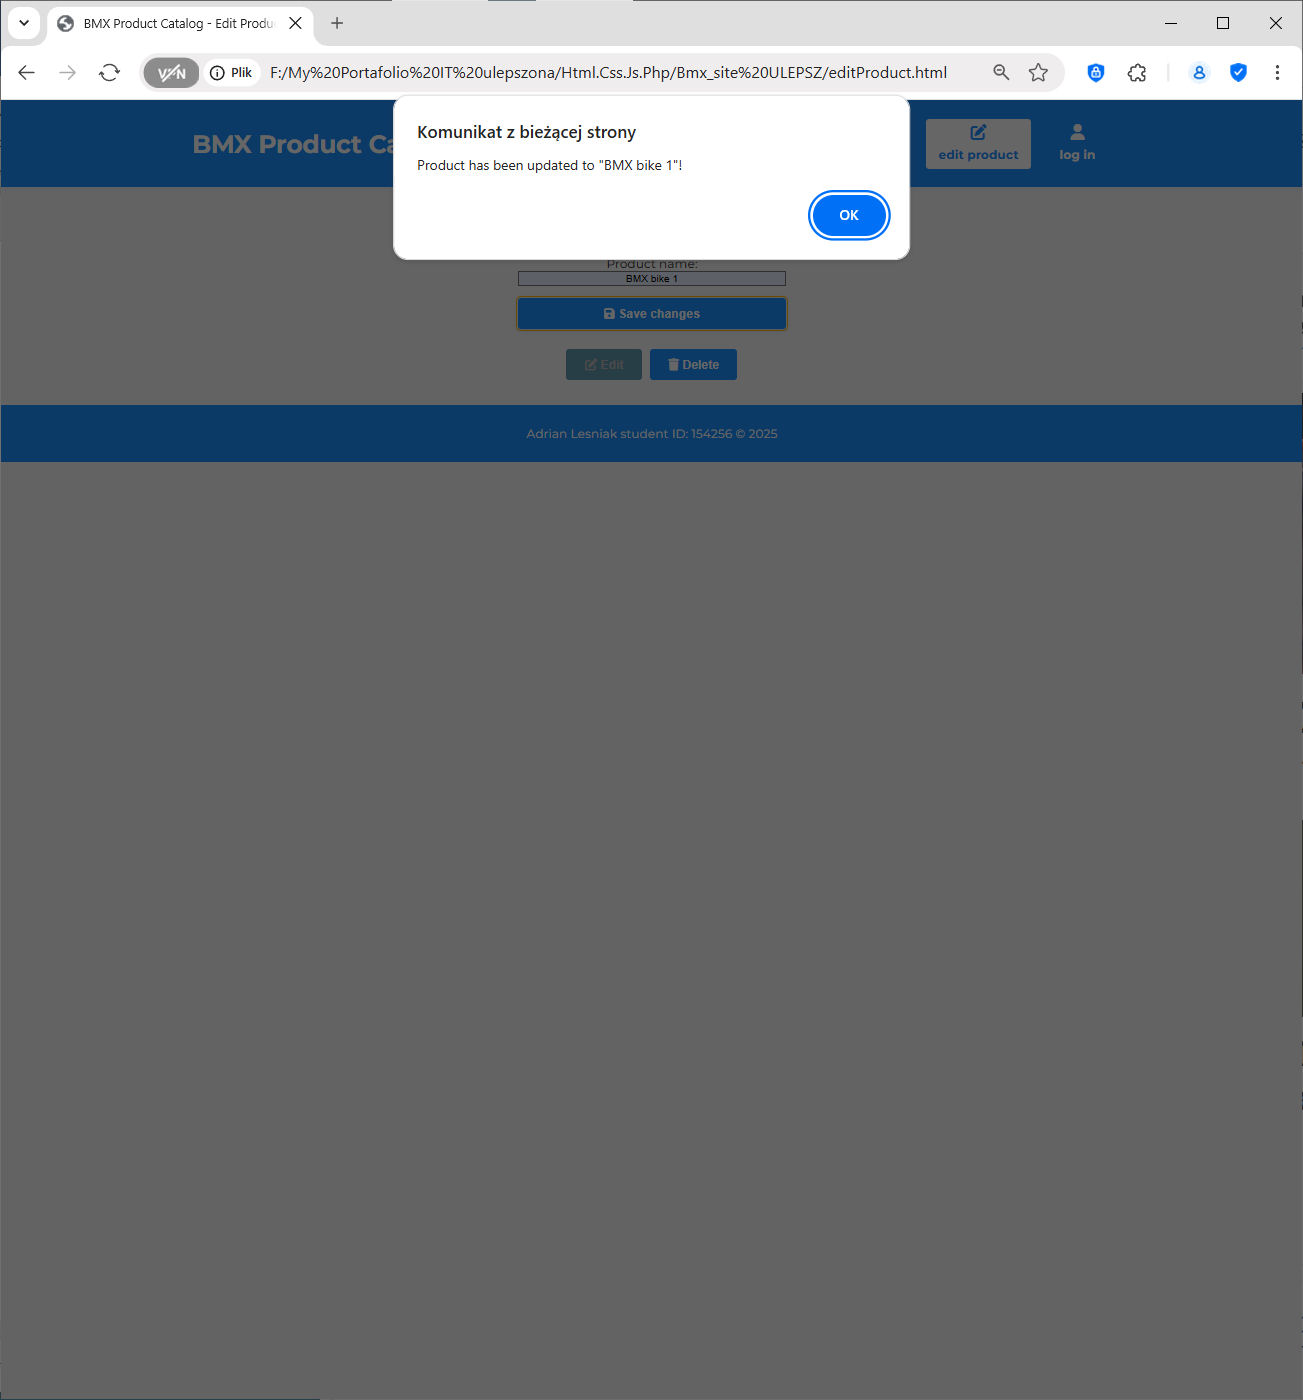 BMX Product Catalog - Edit Produ
VPN
Plik
F:/My%20Portafolio%20IT%20ulepszona/Html.Css.Js.Php/Bmx_site%20ULEPSZ/editProduct.html
BMX Product Ca
edit product
log in
Komunikat z bieżącej strony
Product has been updated to "BMX bike 1"!
OK
Product name:
BMX bike 1
Save changes
Edit
Delete
Adrian Lesniak student ID: 154256 © 2025